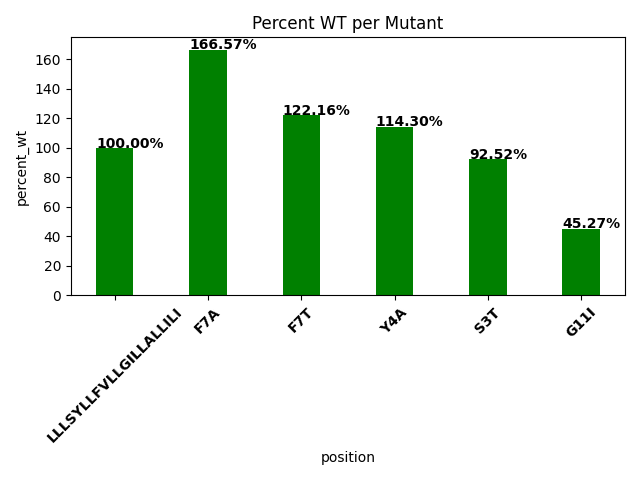 Percent WT per Mutant
percent_wt
160
140
120
100
80
60
40
20
0
100.00%
166.57%
122.16%
114.30%
92.52%
45.27%
LLLSYLLFVLLGILLALLILI
F7A
F7T
Y4A
S3T
G11I
position